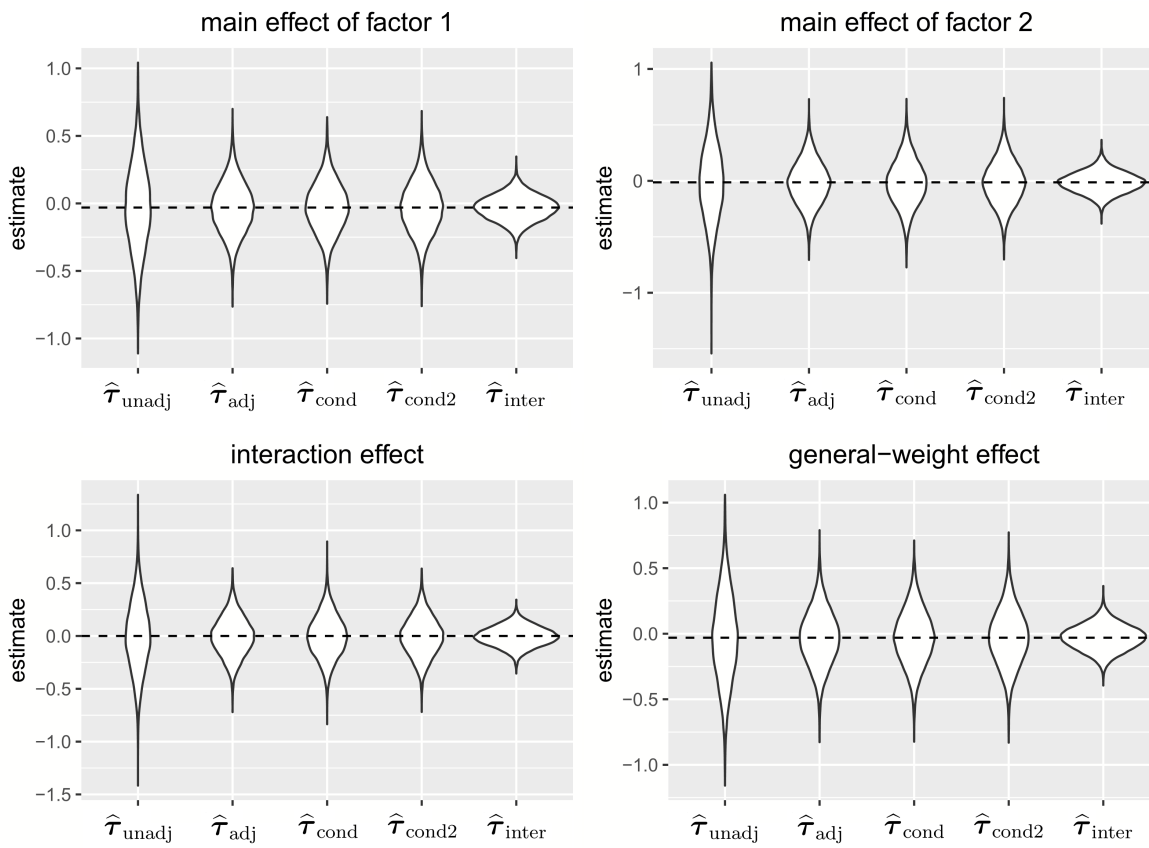 main effect of factor 1
1.0
0.5
0.0
−0.5
−1.0
estimate
τ̂unadj τ̂adj τ̂cond τ̂cond2 τ̂inter
main effect of factor 2
1
0
−1
estimate
τ̂unadj τ̂adj τ̂cond τ̂cond2 τ̂inter
interaction effect
1.0
0.5
0.0
−0.5
−1.0
−1.5
estimate
τ̂unadj τ̂adj τ̂cond τ̂cond2 τ̂inter
general−weight effect
1.0
0.5
0.0
−0.5
−1.0
estimate
τ̂unadj τ̂adj τ̂cond τ̂cond2 τ̂inter